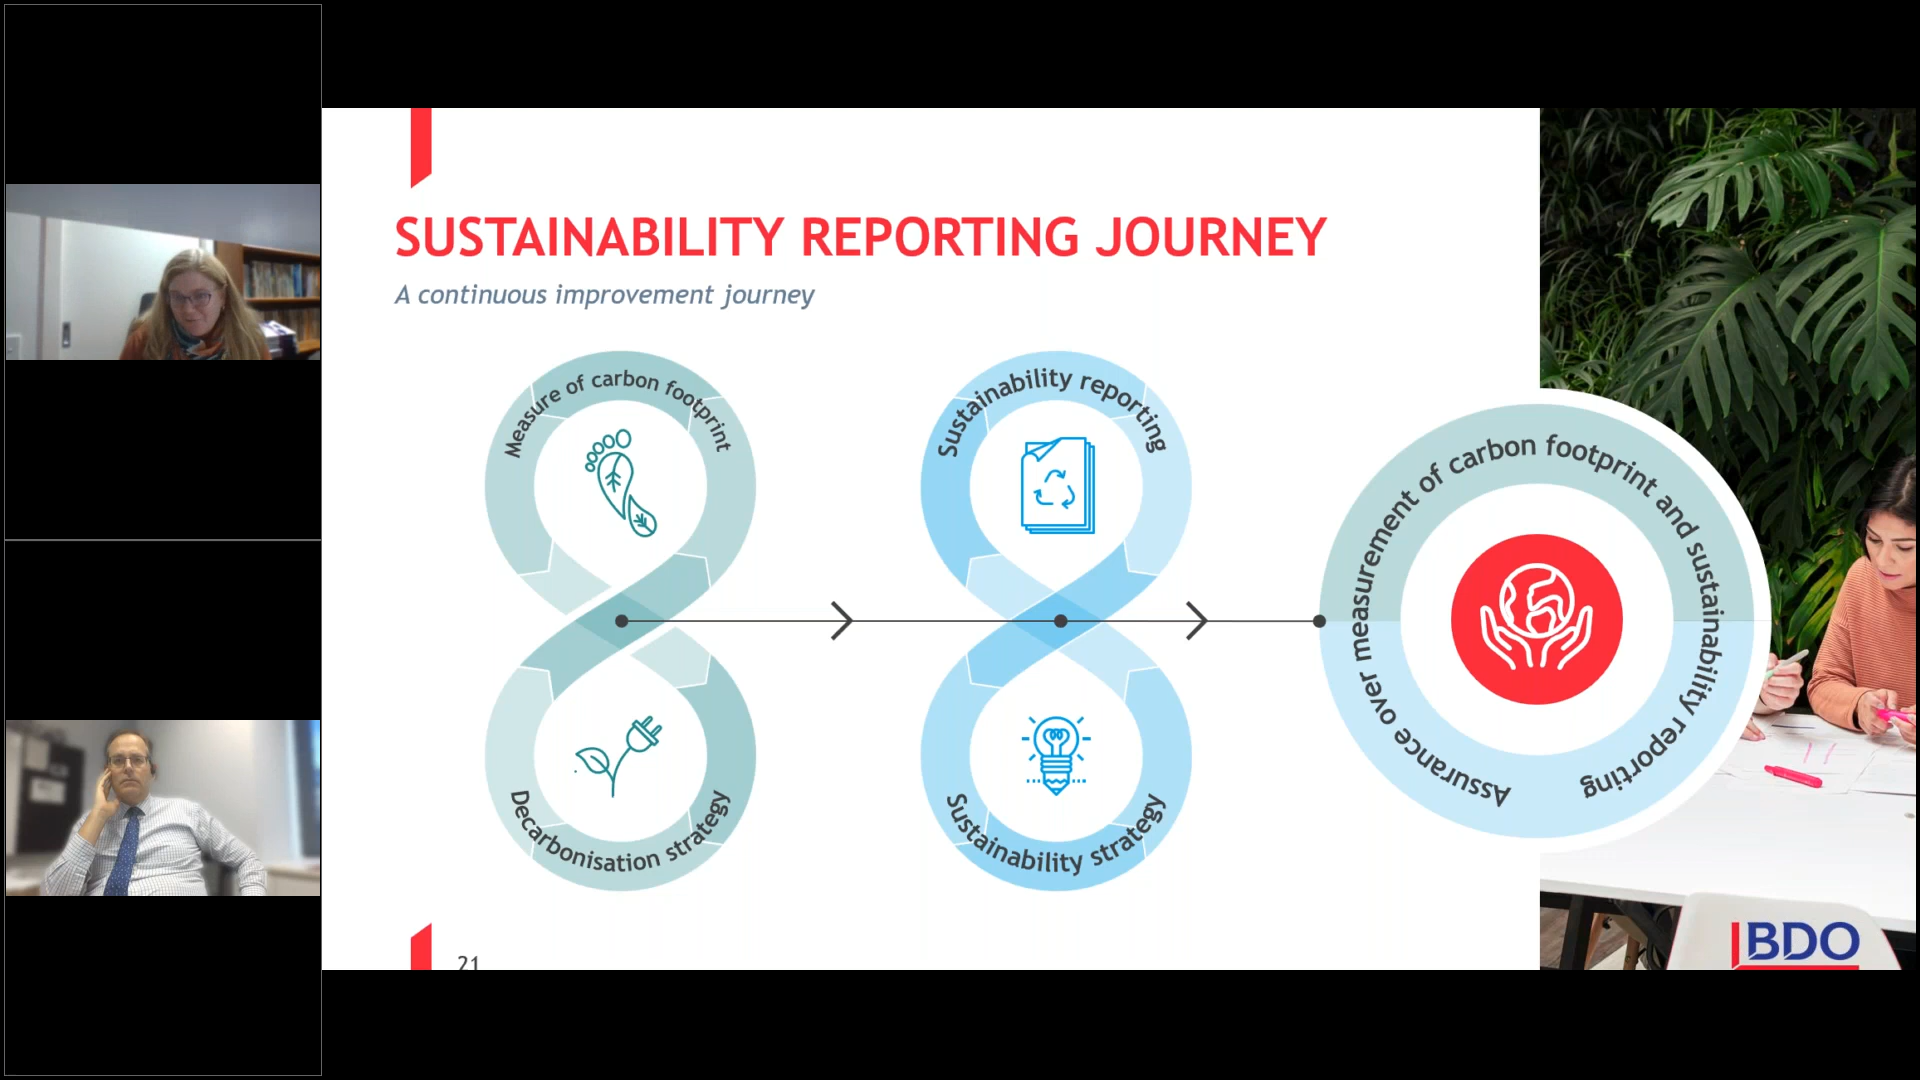 SUSTAINABILITY REPORTING JOURNEY
A continuous improvement journey
Measure of carbon footprint
Decarbonisation strategy
Sustainability reporting
Sustainability strategy
Assurance over measurement of carbon footprint and sustainability reporting
21
BDO